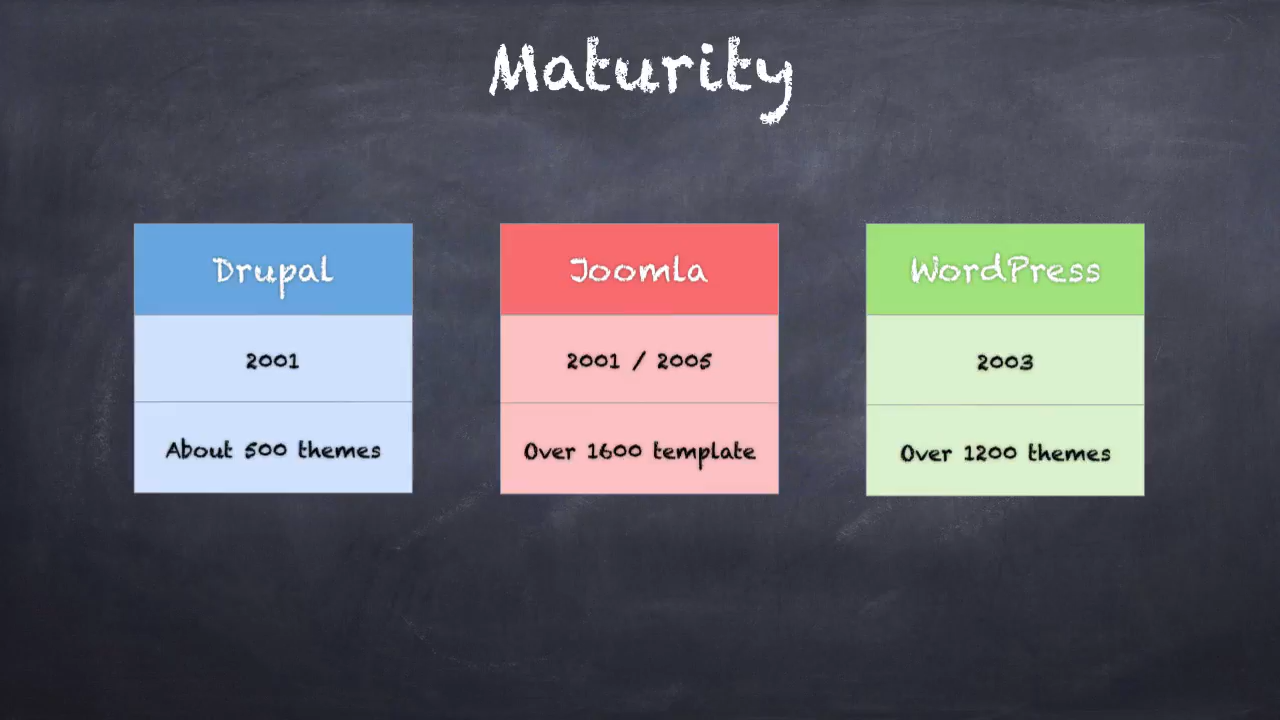 Maturity
Drupal
2001
About 500 themes
Joomla
2001 / 2005
Over 1600 template
WordPress
2003
Over 1200 themes